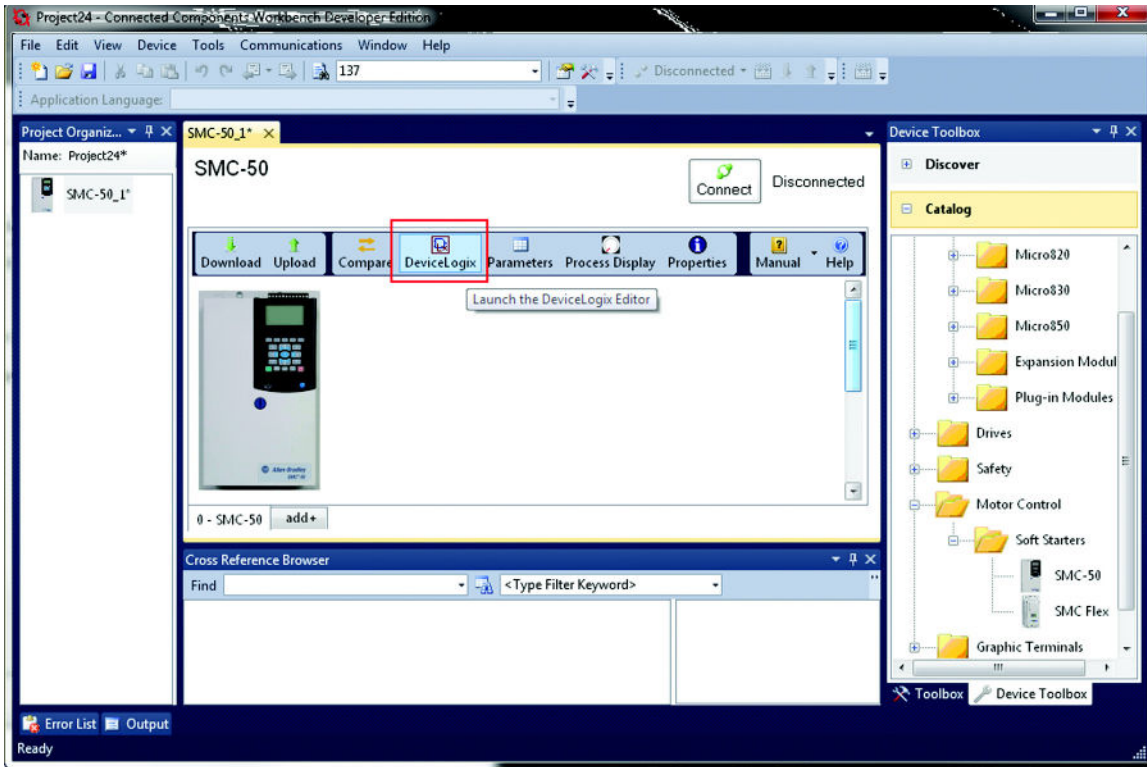 Project24 - Connected Components Workbench Developer Edition
File Edit View Device Tools Communications Window Help
137
Disconnected
Application Language:
Project Organiz...
Name: Project24*
SMC-50_1*
SMC-50_1*
SMC-50
Connect
Disconnected
Download Upload Compare DeviceLogix Parameters Process Display Properties Manual Help
Launch the DeviceLogix Editor
Allen-Bradley
0 - SMC-50 add+
Cross Reference Browser
Find <Type Filter Keyword>
Device Toolbox
Discover
Catalog
Micro820
Micro830
Micro850
Expansion Modul
Plug-in Modules
Drives
Safety
Motor Control
Soft Starters
SMC-50
SMC Flex
Graphic Terminals
Toolbox Device Toolbox
Error List Output
Ready